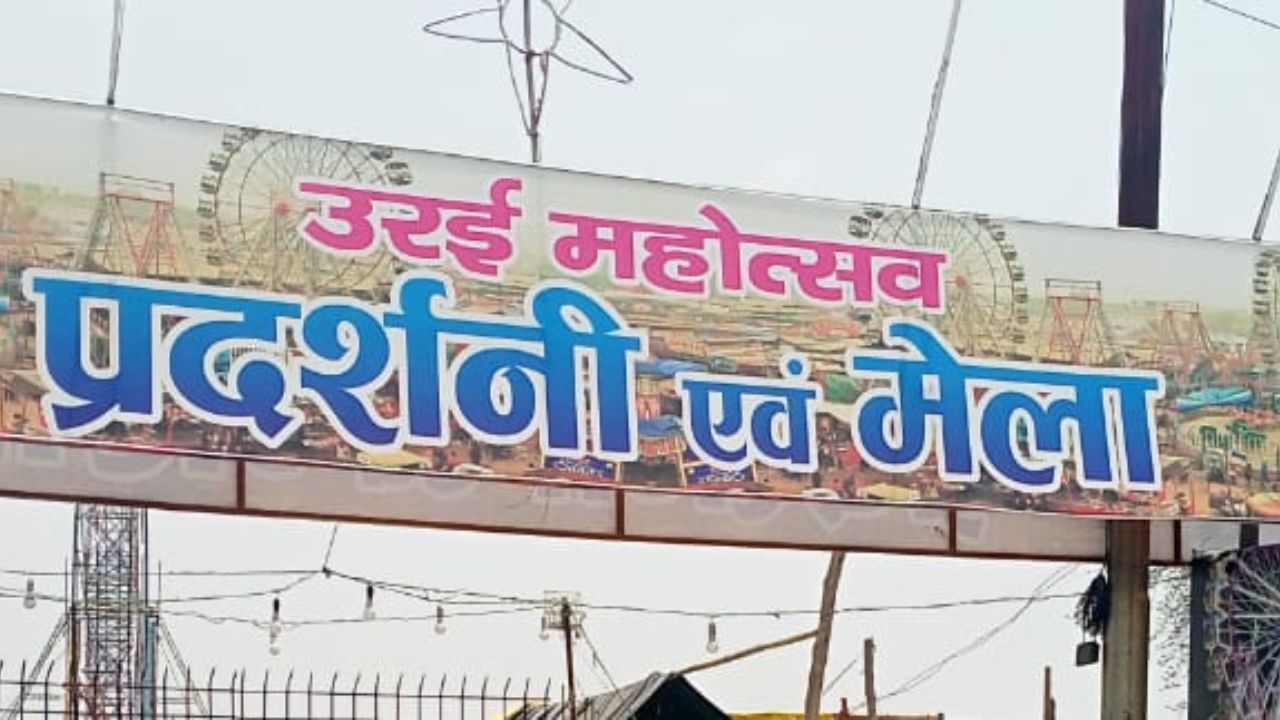 उरई महोत्सव
प्रदर्शनी एवं मेला